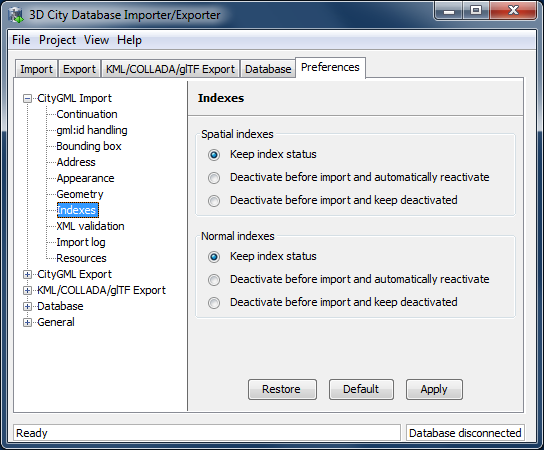 3D City Database Importer/Exporter
File Project View Help
Import Export KML/COLLADA/glTF Export Database Preferences
CityGML Import
Continuation
gml:id handling
Bounding box
Address
Appearance
Geometry
Indexes
XML validation
Import log
Resources
CityGML Export
KML/COLLADA/glTF Export
Database
General
Indexes
Spatial indexes
Keep index status
Deactivate before import and automatically reactivate
Deactivate before import and keep deactivated
Normal indexes
Keep index status
Deactivate before import and automatically reactivate
Deactivate before import and keep deactivated
Restore Default Apply
Ready Database disconnected